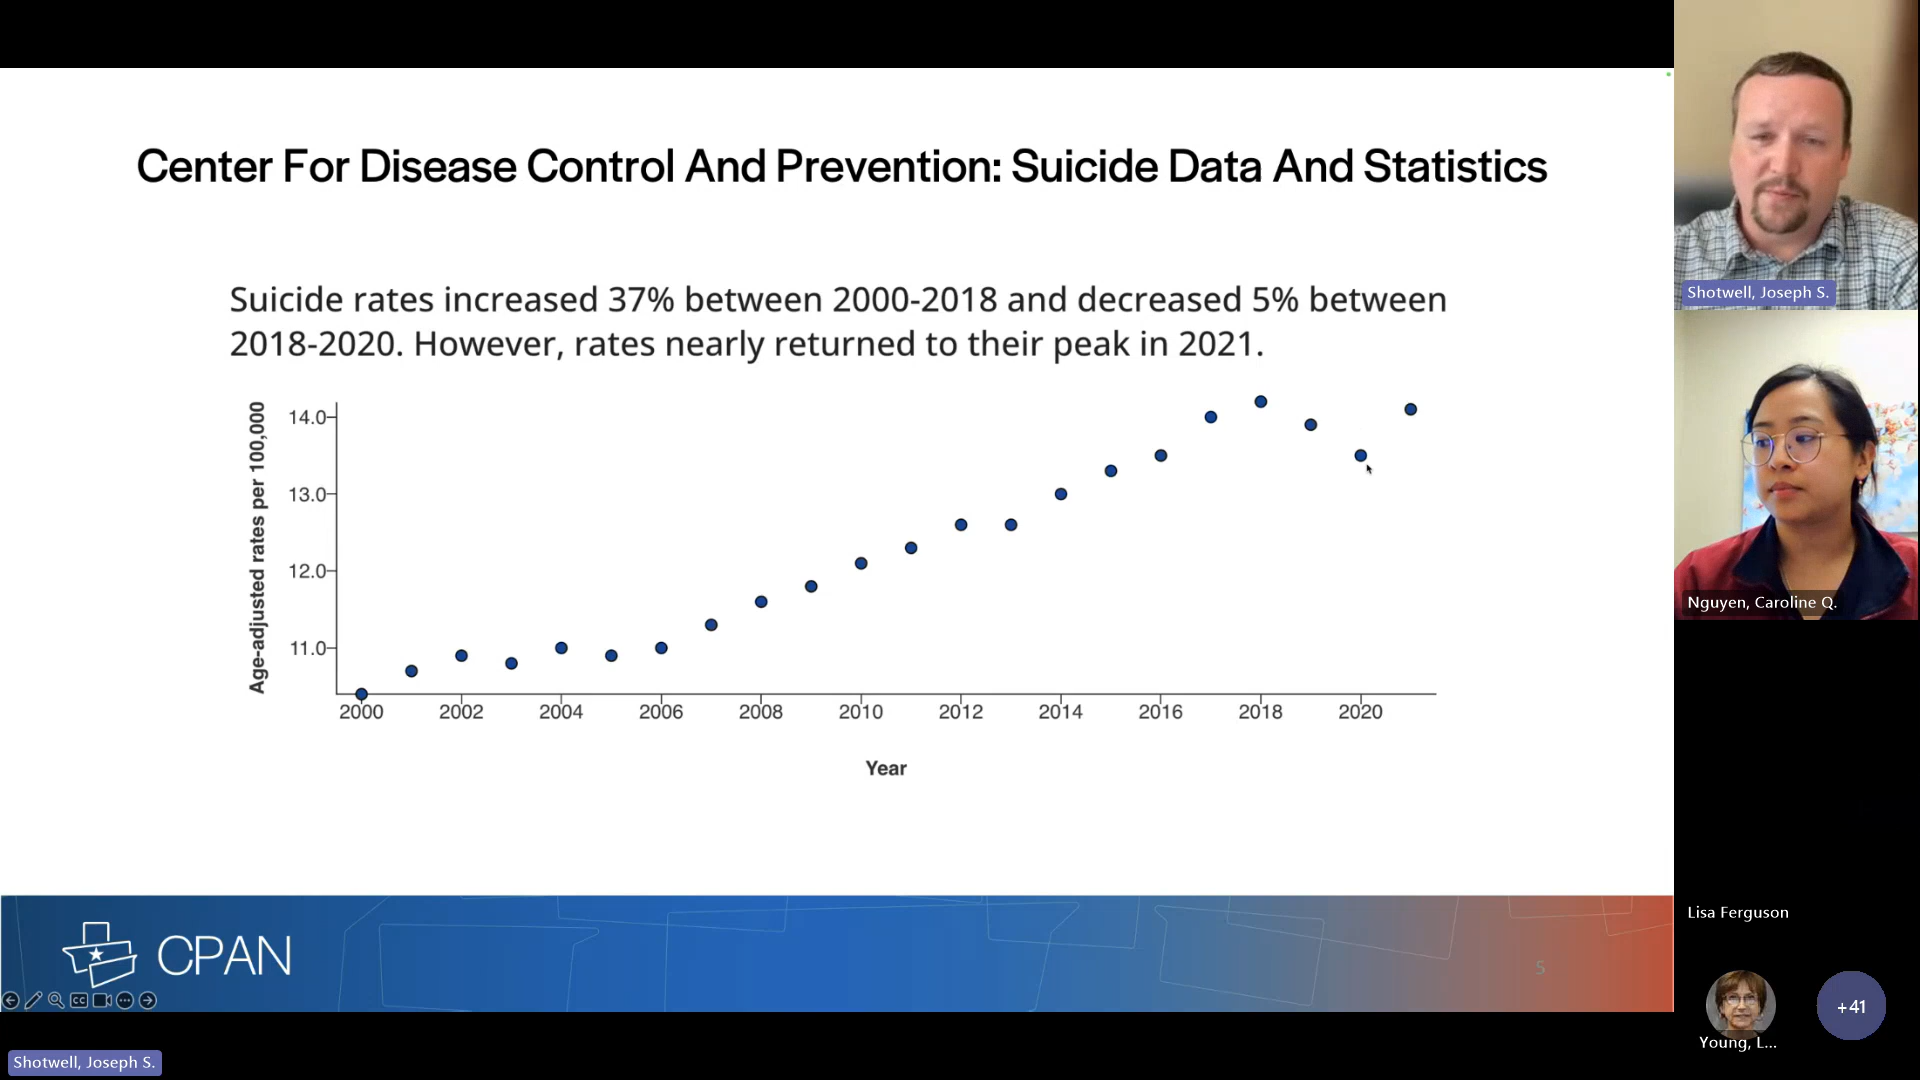 Center For Disease Control And Prevention: Suicide Data And Statistics
Suicide rates increased 37% between 2000-2018 and decreased 5% between
2018-2020. However, rates nearly returned to their peak in 2021.
Age-adjusted rates per 100,000
14.0
13.0
12.0
11.0
2000 2002 2004 2006 2008 2010 2012 2014 2016 2018 2020
Year
CPAN
5
CC
Shotwell, Joseph S.
Shotwell, Joseph S.
Nguyen, Caroline Q.
Lisa Ferguson
Young, L...
+41